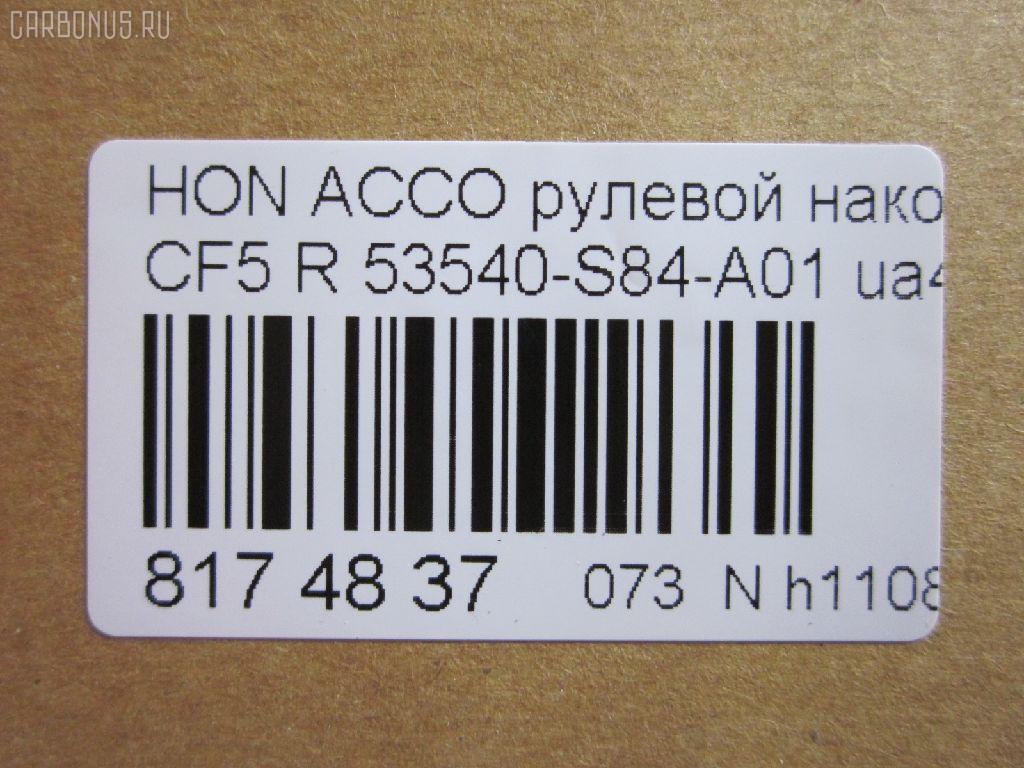 CARBONUS.RU
HON ACCO рулевой нако
CF5 R 53540-S84-A01 ua4
817 48 37 073 N h1108